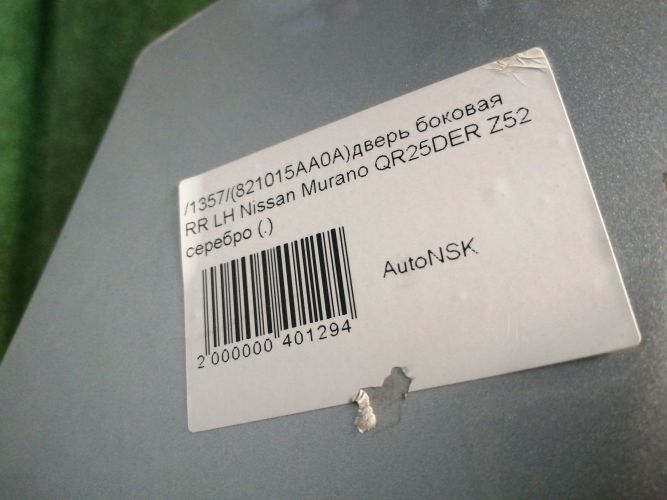 /1357/(821015AA0A)дверь боковая
RR LH Nissan Murano QR25DER Z52
серебро (.)
AutoNSK
2 000000 401294